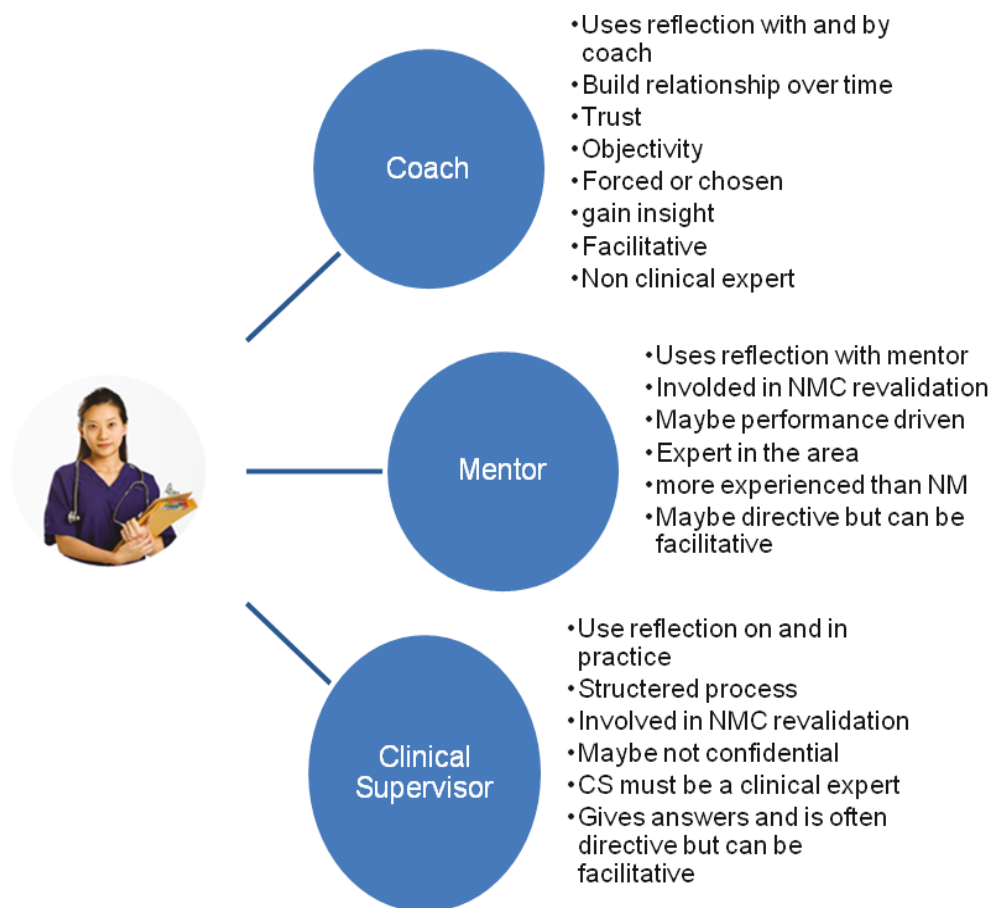 Coach
•Uses reflection with and by
coach
•Build relationship over time
•Trust
•Objectivity
•Forced or chosen
•gain insight
•Facilitative
•Non clinical expert
Mentor
•Uses reflection with mentor
•Involded in NMC revalidation
•Maybe performance driven
•Expert in the area
•more experienced than NM
•Maybe directive but can be
facilitative
Clinical
Supervisor
•Use reflection on and in
practice
•Structered process
•Involved in NMC revalidation
•Maybe not confidential
•CS must be a clinical expert
•Gives answers and is often
directive but can be
facilitative